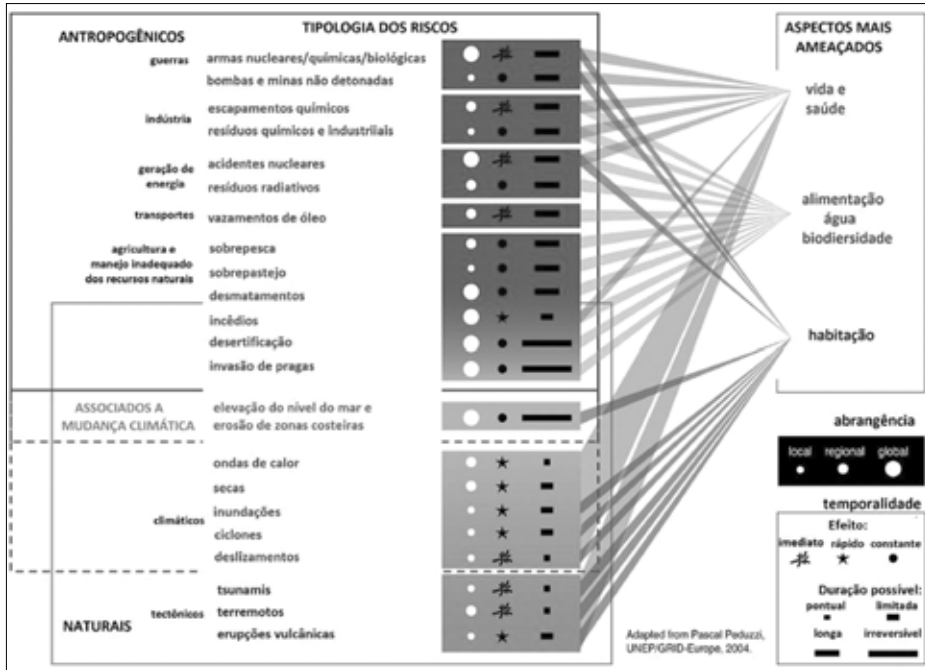 TIPOLOGIA DOS RISCOS
ANTROPOGÊNICOS
guerras
armas nucleares/químicas/biológicas
bombas e minas não detonadas
indústria
escapamentos químicos
resíduos químicos e industriiais
geração de
energia
acidentes nucleares
resíduos radiativos
transportes
vazamentos de óleo
agricultura e
manejo inadequado
dos recursos naturais
sobrepesca
sobrepastejo
desmatamentos
incêdios
desertificação
invasão de pragas
ASSOCIADOS A
MUDANÇA CLIMÁTICA
elevação do nível do mar e
erosão de zonas costeiras
climáticos
ondas de calor
secas
inundações
ciclones
deslizamentos
tectônicos
tsunamis
terremotos
erupções vulcânicas
NATURAIS
ASPECTOS MAIS
AMEAÇADOS
vida e
saúde
alimentação
água
biodiersidade
habitação
abrangência
local regional global
temporalidade
Efeito:
imediato rápido constante
Duração possível:
pontual limitada
longa irreversível
Adapted from Pascal Peduzzi,
UNEP/GRID-Europe, 2004.